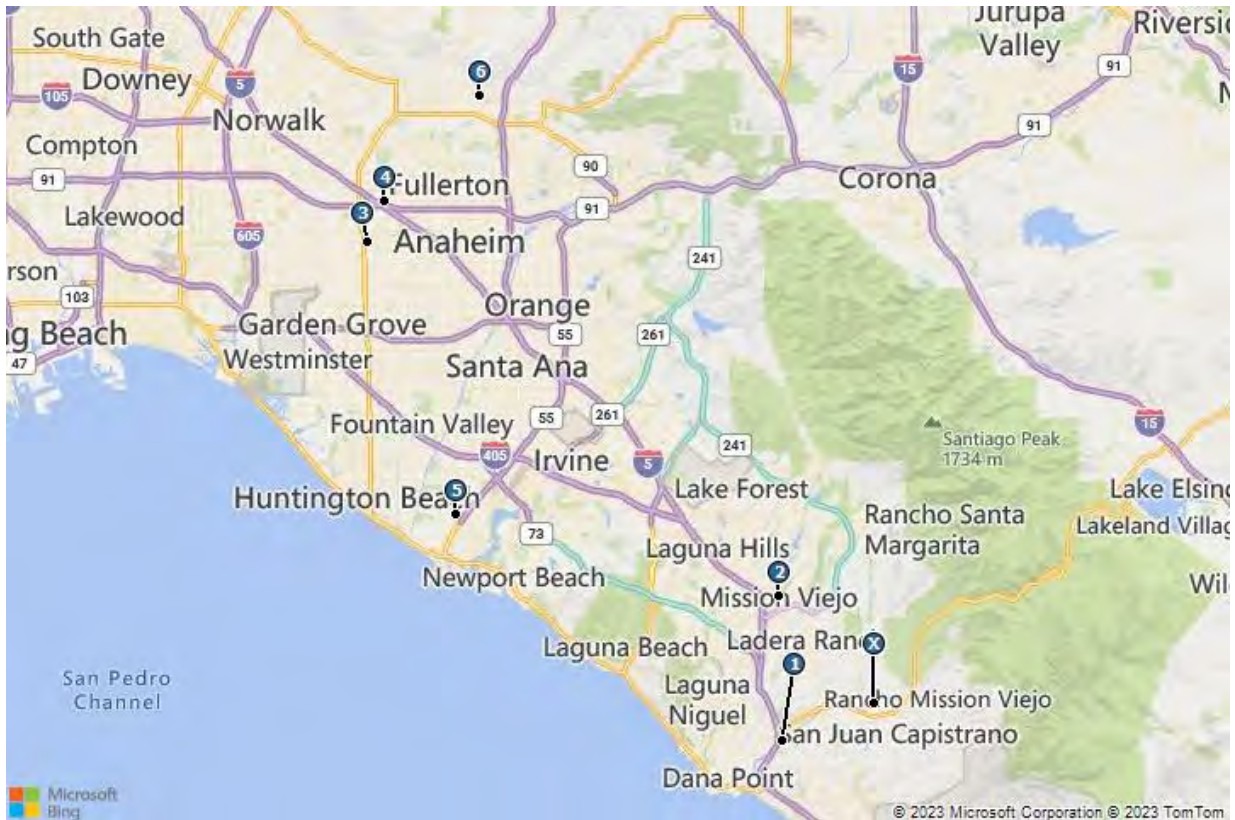 South Gate
Downey
105
5
Norwalk
Compton
91
Lakewood
605
rson
103
ng Beach
47
6
4
Fullerton
3
Anaheim
90
91
Jurupa
Valley
Riversid
15
91
91
Corona
241
Orange
Garden Grove
Westminster
55
261
Santa Ana
Fountain Valley
55
261
405
Irvine
5
241
Santiago Peak
1734 m
15
5
Huntington Beach
Lake Forest
Lake Elsin
Rancho Santa
Margarita
Lakeland Villag
73
Laguna Hills
2
Newport Beach
Mission Viejo
Wil
Laguna Beach
Ladera Ran
X
1
San Pedro
Channel
Laguna
Niguel
Rancho Mission Viejo
San Juan Capistrano
Dana Point
Microsoft
Bing
© 2023 Microsoft Corporation © 2023 TomTom